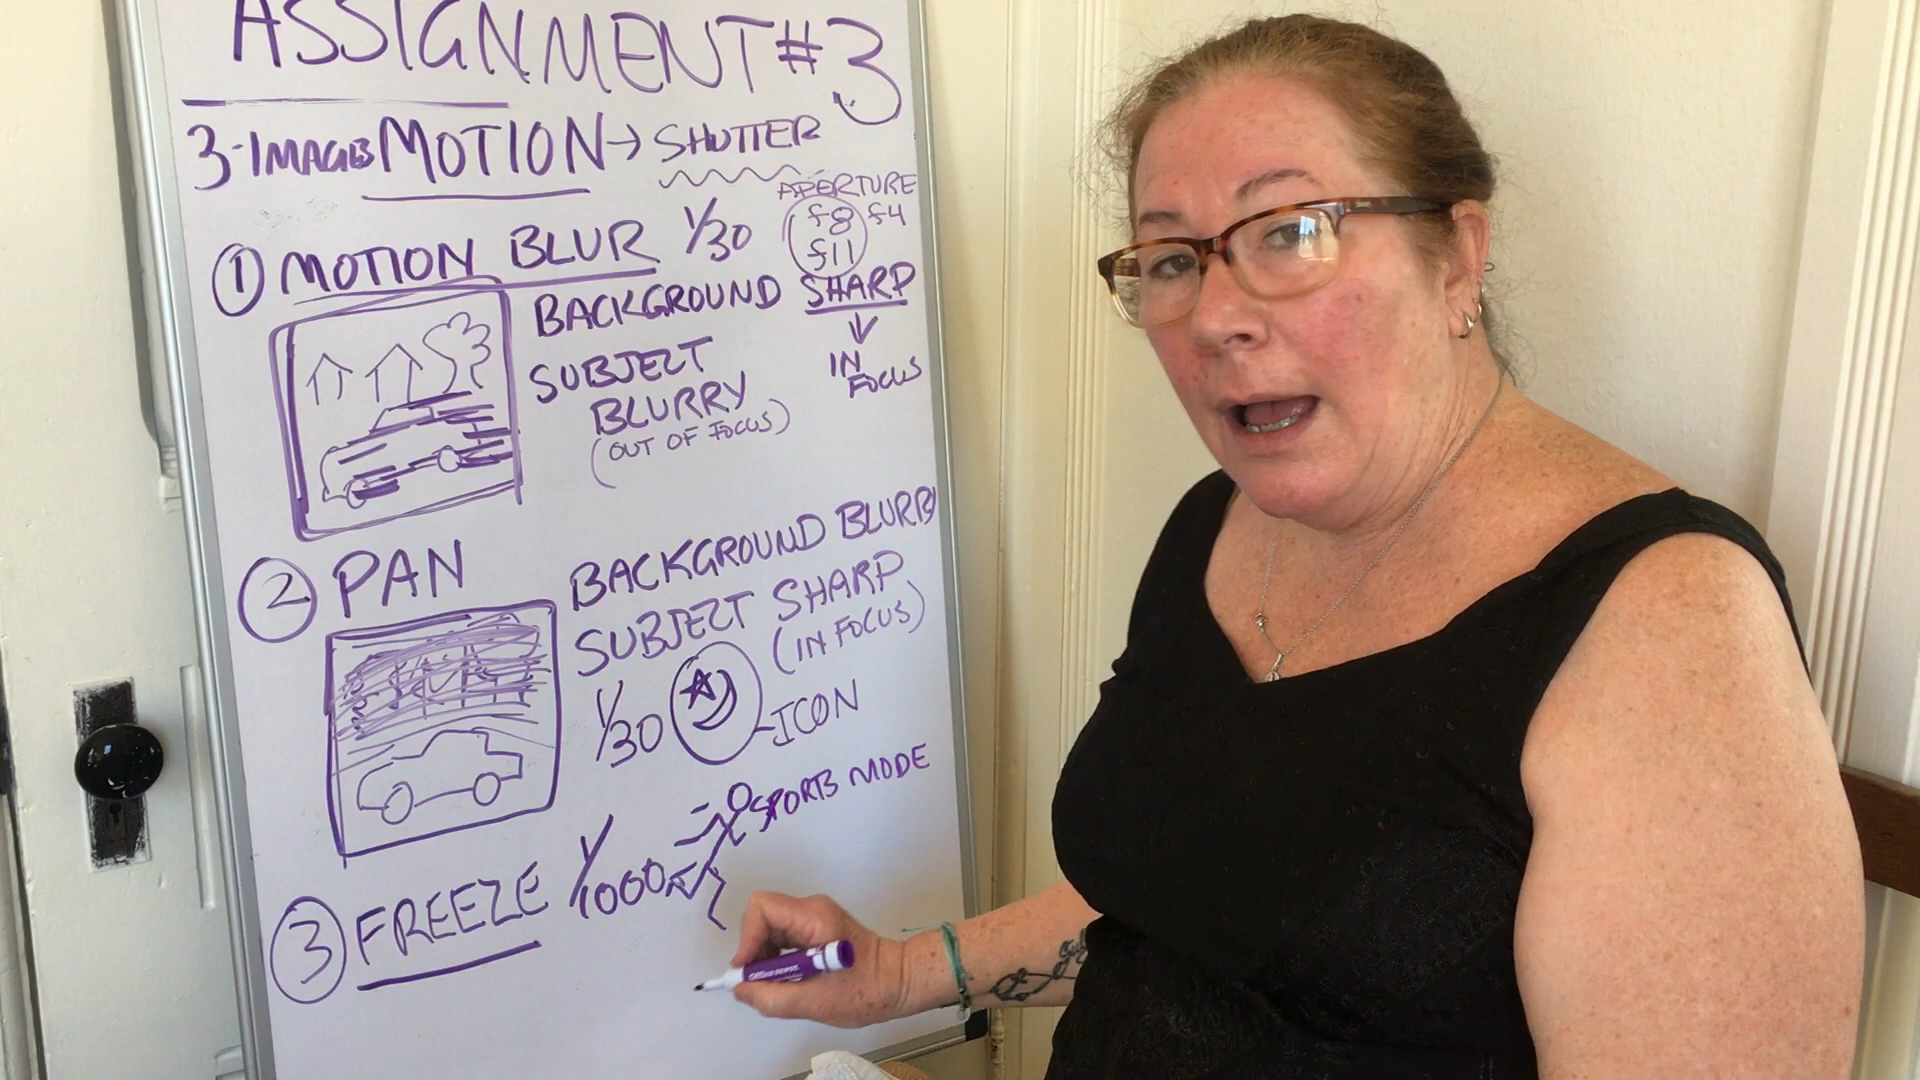 ASSIGNMENT #3
3-IMAGES MOTION → SHUTTER
APERTURE
f8 f4
f11
① MOTION BLUR 1/30
BACKGROUND SHARP
↓
IN FOCUS
SUBJECT
BLURRY
(OUT OF FOCUS)
② PAN
BACKGROUND BLURRY
SUBJECT SHARP
(IN FOCUS)
1/30 - ICON
SPORTS MODE
③ FREEZE 1/1000
Office DEPOT